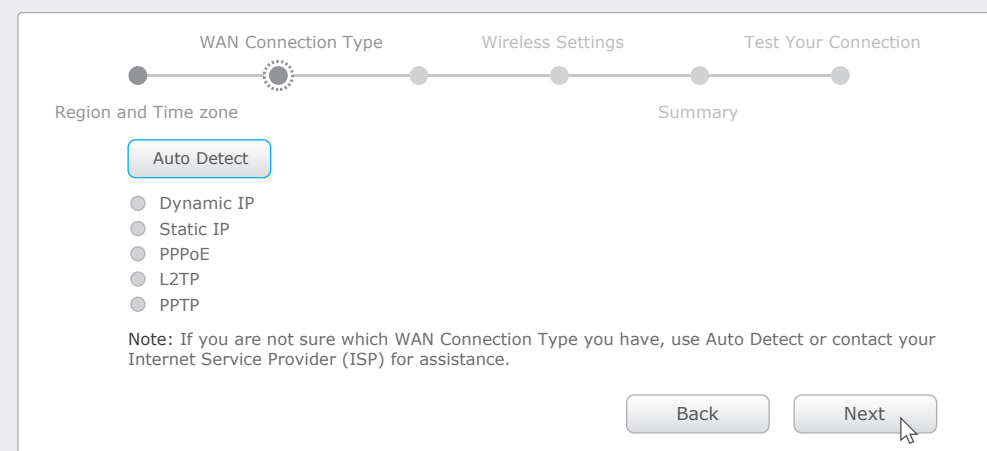 WAN Connection Type
Wireless Settings
Test Your Connection
Region and Time zone
Summary
Auto Detect
Dynamic IP
Static IP
PPPoE
L2TP
PPTP
Note: If you are not sure which WAN Connection Type you have, use Auto Detect or contact your
Internet Service Provider (ISP) for assistance.
Back
Next